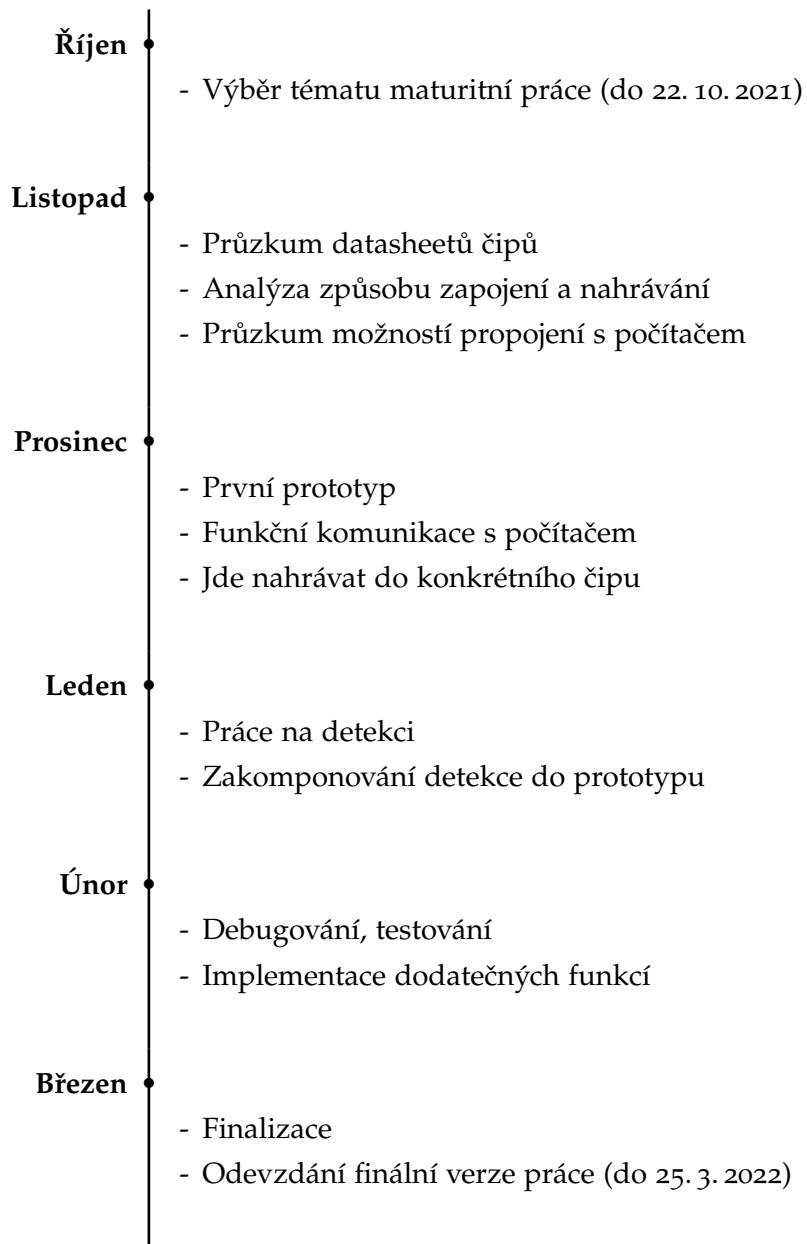 Říjen
- Výběr tématu maturitní práce (do 22. 10. 2021)
Listopad
- Průzkum datasheetů čipů
- Analýza způsobu zapojení a nahrávání
- Průzkum možností propojení s počítačem
Prosinec
- První prototyp
- Funkční komunikace s počítačem
- Jde nahrávat do konkrétního čipu
Leden
- Práce na detekci
- Zakomponování detekce do prototypu
Únor
- Debugování, testování
- Implementace dodatečných funkcí
Březen
- Finalizace
- Odevzdání finální verze práce (do 25. 3. 2022)